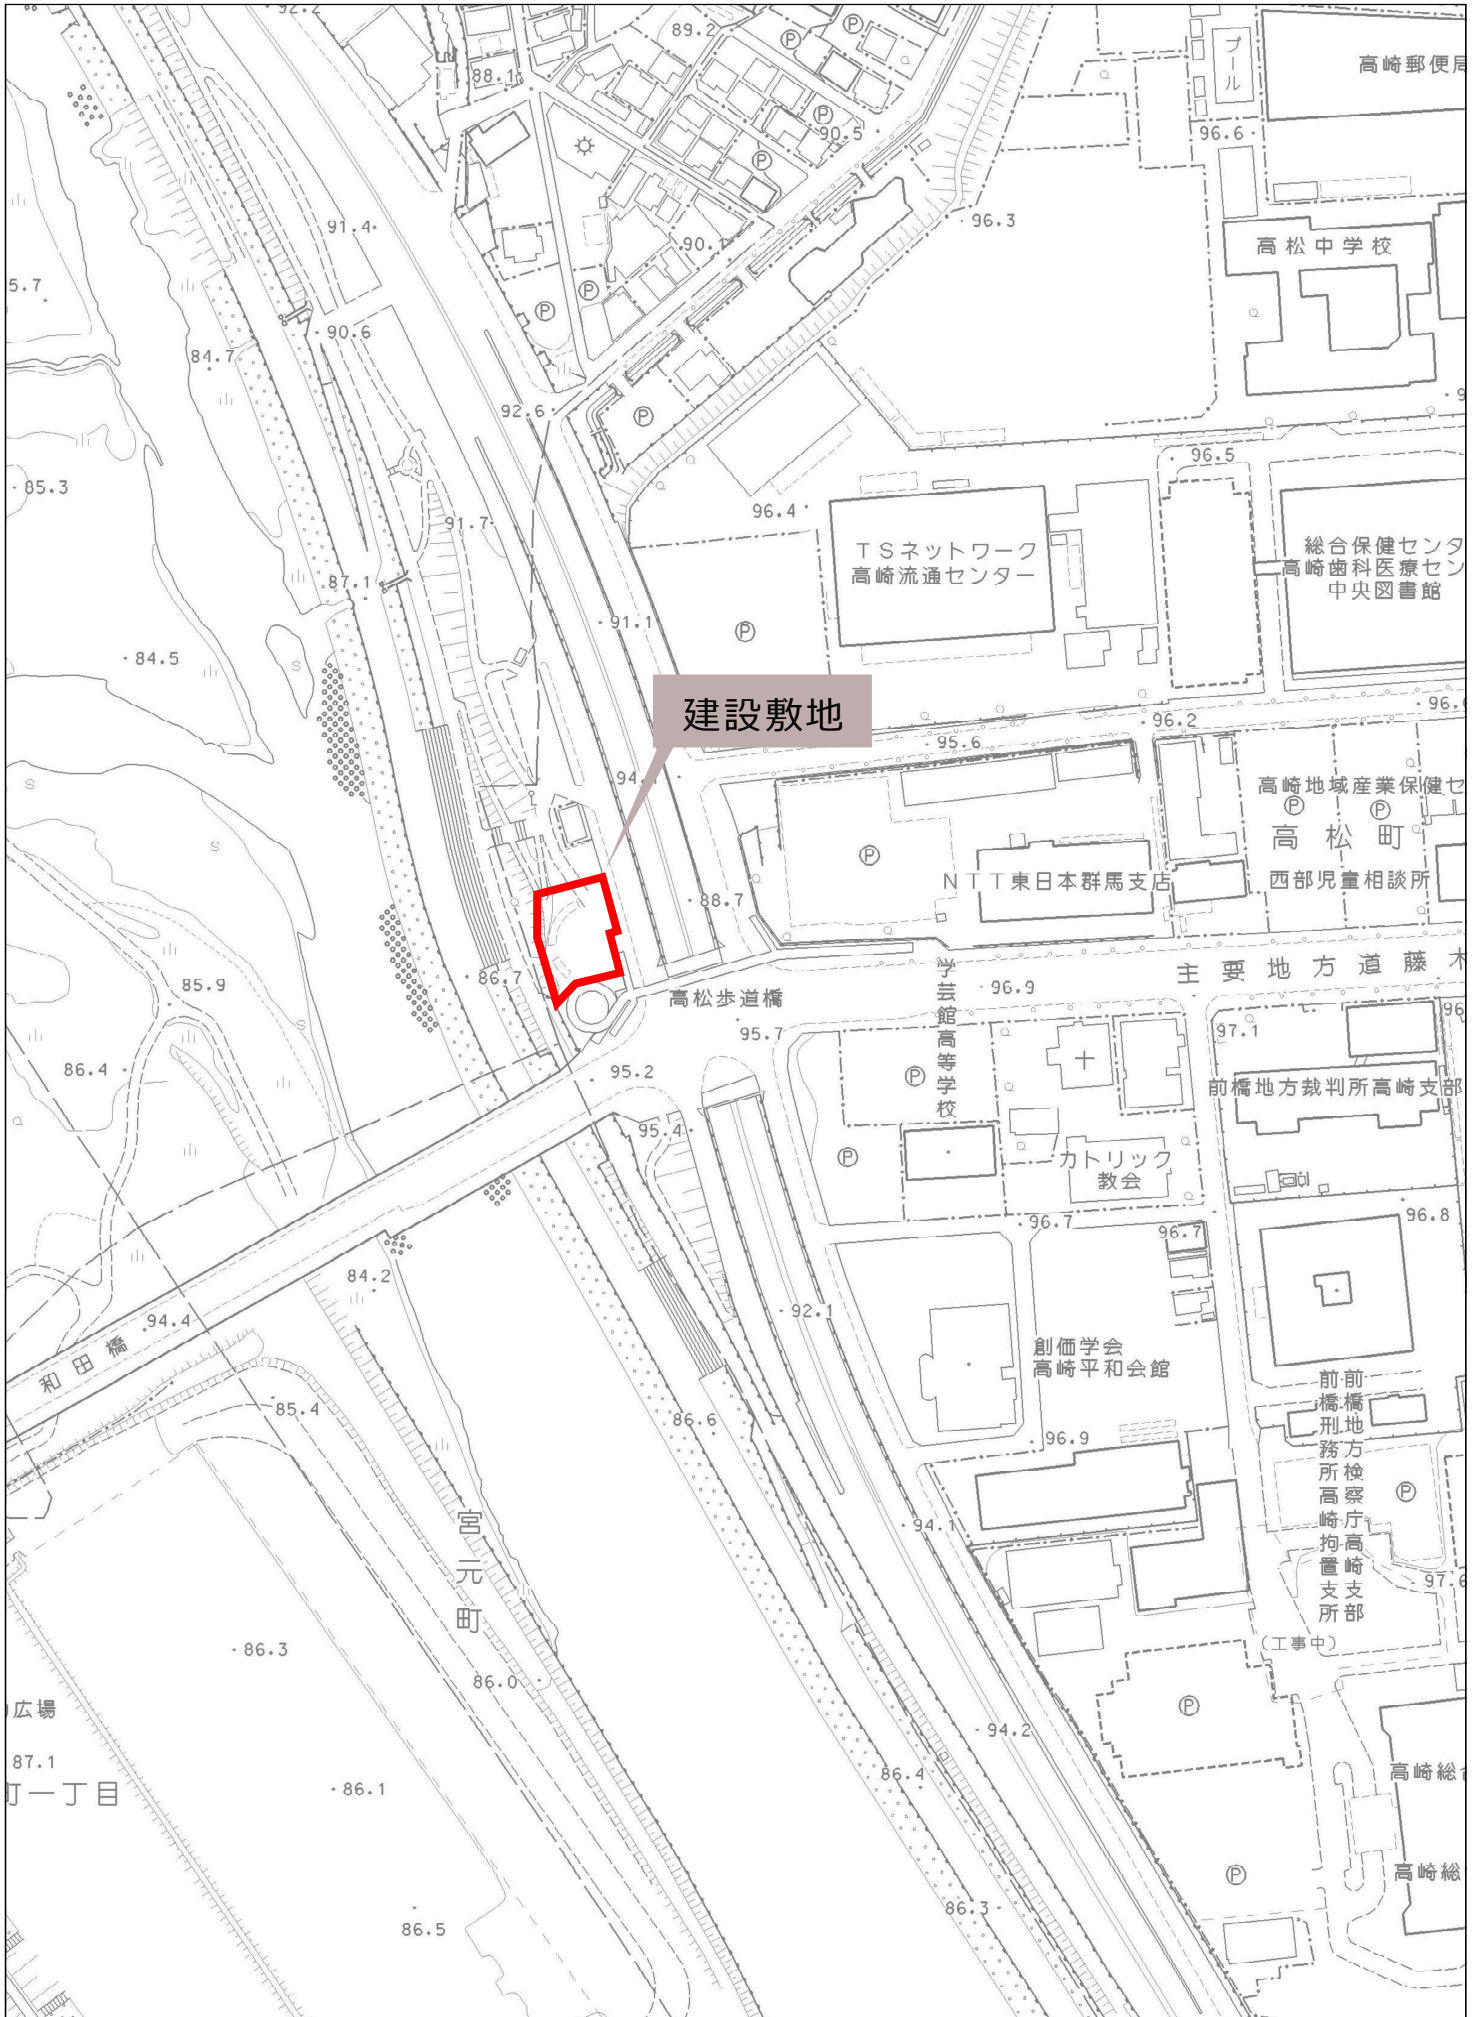 92.2
89.2
Ⓟ
Ⓟ
プール
高崎郵便局
88.1
Ⓟ
90.5
96.6
Ⓟ
91.4
90.1
96.3
高松中学校
5.7
Ⓟ
Ⓟ
90.6
84.7
92.6
Ⓟ
96.5
85.3
91.7
96.4
TSネットワーク
高崎流通センター
総合保健センタ
高崎歯科医療セン
中央図書館
87.1
91.1
Ⓟ
84.5
S
建設敷地
96.2
95.6
94.
S
高崎地域産業保健セ
Ⓟ
Ⓟ
高松町
S
Ⓟ
NTT東日本群馬支店
西部児童相談所
88.7
86.7
85.9
高松歩道橋
学芸館高等学校
96.9
主要地方道藤木
S
95.7
97.1
86.4
95.2
Ⓟ
前橋地方裁判所高崎支部
95.4
Ⓟ
カトリック
教会
96.7
96.7
96.8
84.2
92.1
和田橋
94.4
創価学会
高崎平和会館
85.4
86.6
96.9
前橋地方検察庁高崎支部
前橋刑務所高崎拘置支所
Ⓟ
宮元町
94.1
97.6
(工事中)
86.3
86.0
広場
Ⓟ
94.2
87.1
町一丁目
86.1
86.4
高崎総合
高崎総
Ⓟ
86.5
86.3